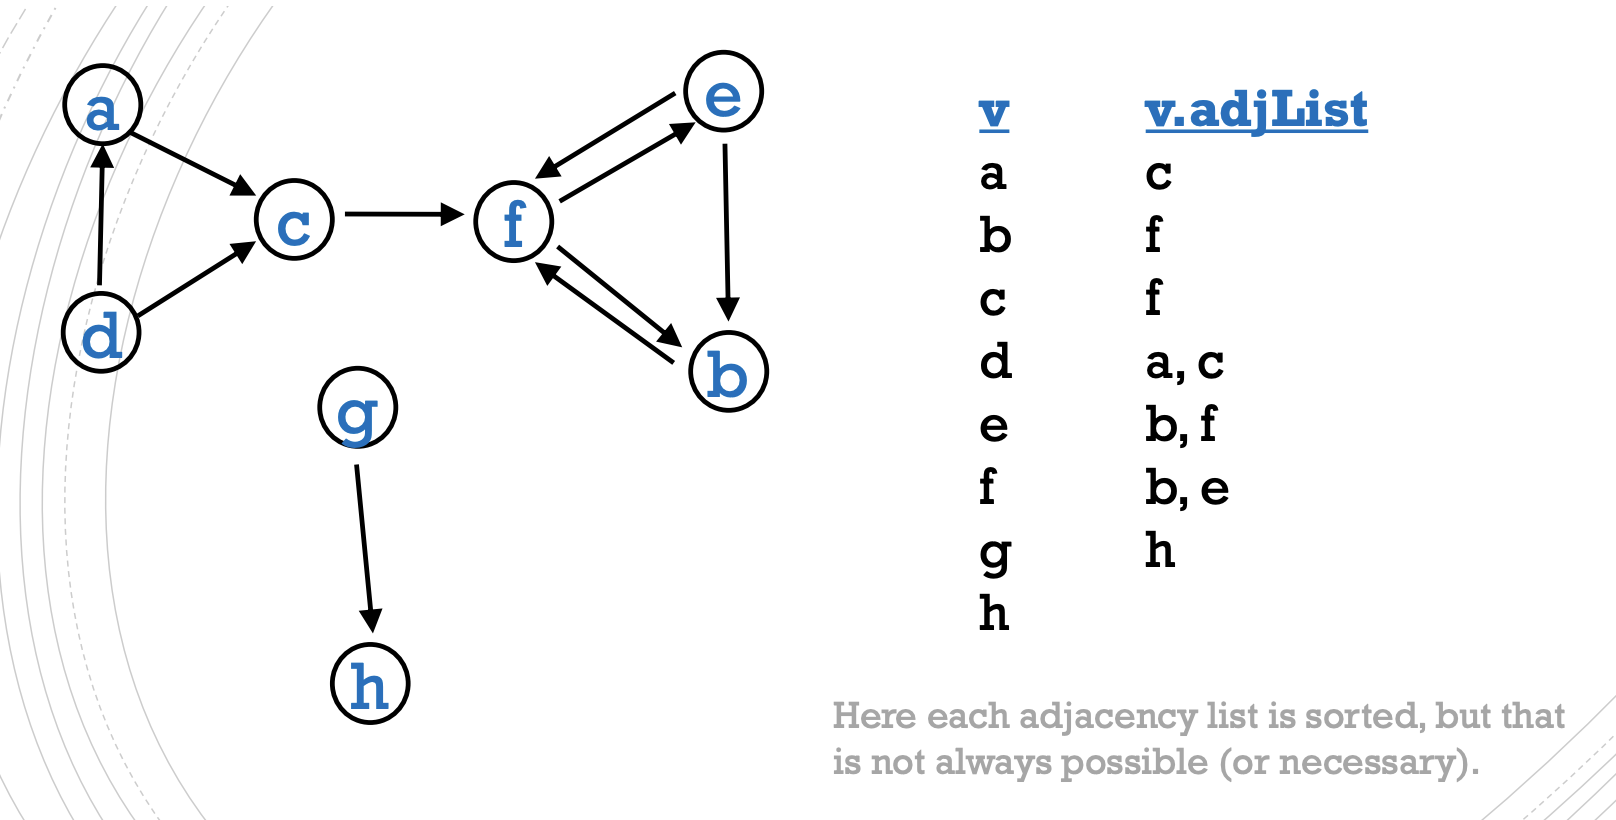 a
e
c
f
d
b
g
h
v v.adjList
a c
b f
c f
d a, c
e b, f
f b, e
g h
h
Here each adjacency list is sorted, but that
is not always possible (or necessary).